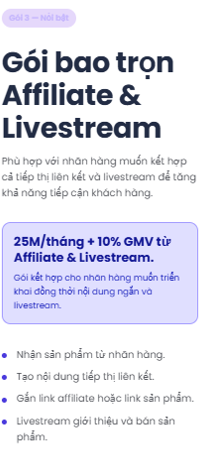 Gói 3 — Nổi bật
Gói bao trọn
Affiliate &
Livestream
Phù hợp với nhãn hàng muốn kết hợp
cả tiếp thị liên kết và livestream để tăng
khả năng tiếp cận khách hàng.
25M/tháng + 10% GMV từ
Affiliate & Livestream.
Gói kết hợp cho nhãn hàng muốn triển
khai đồng thời nội dung ngắn và
livestream.
Nhận sản phẩm từ nhãn hàng.
Tạo nội dung tiếp thị liên kết.
Gắn link affiliate hoặc link sản phẩm.
Livestream giới thiệu và bán sản
phẩm.